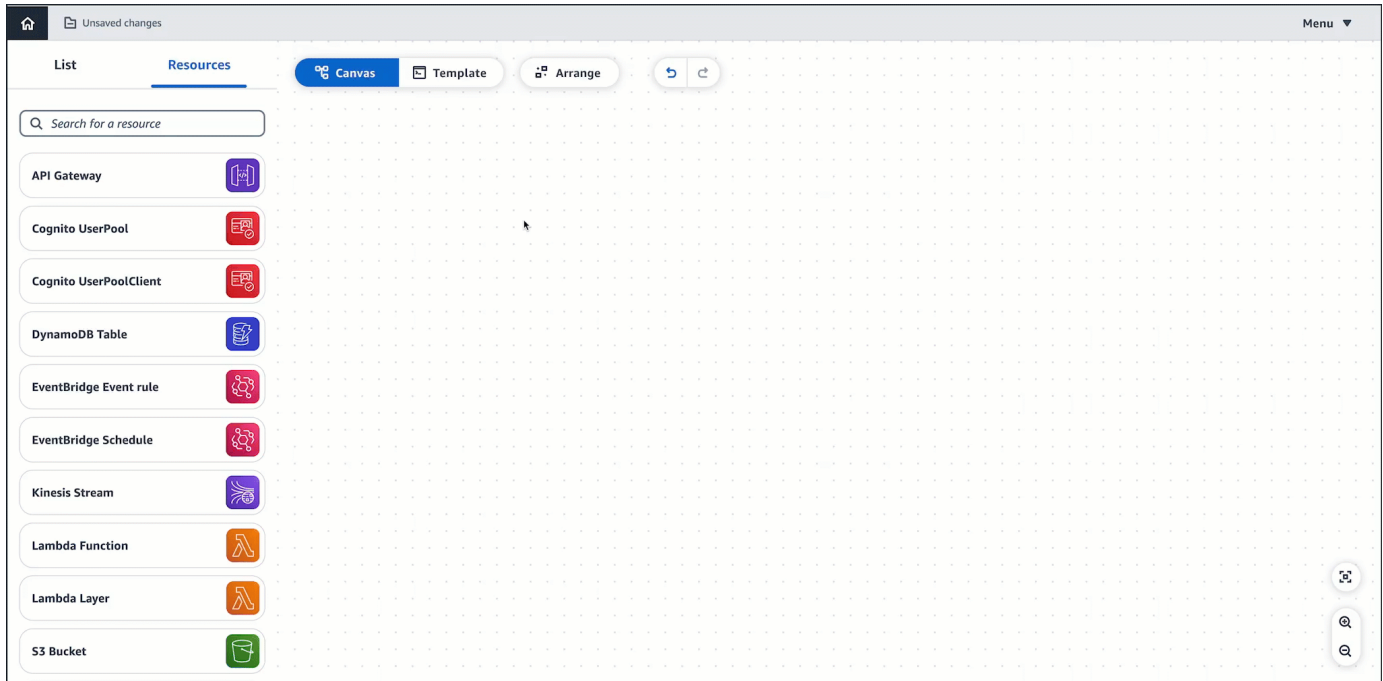 Unsaved changes
Menu ▼
List
Resources
Canvas
Template
Arrange
Search for a resource
API Gateway
Cognito UserPool
Cognito UserPoolClient
DynamoDB Table
EventBridge Event rule
EventBridge Schedule
Kinesis Stream
Lambda Function
Lambda Layer
S3 Bucket